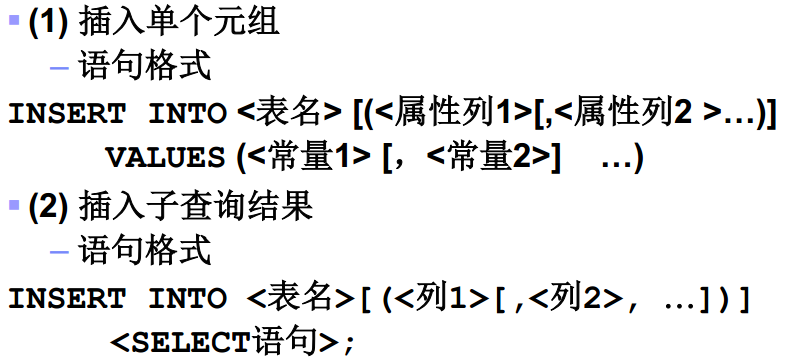 ▪ (1) 插入单个元组
– 语句格式
INSERT INTO <表名> [(<属性列1>[,<属性列2 >…)]
VALUES (<常量1> [，<常量2>] …)
▪ (2) 插入子查询结果
– 语句格式
INSERT INTO <表名>[(<列1>[,<列2>, …])]
<SELECT语句>;